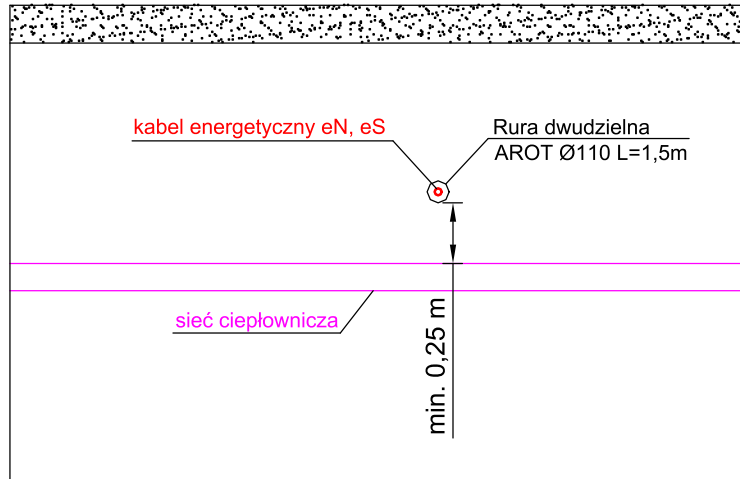 kabel energetyczny eN, eS
Rura dwudzielna
AROT Ø110 L=1,5m
sieć ciepłownicza
min. 0,25 m